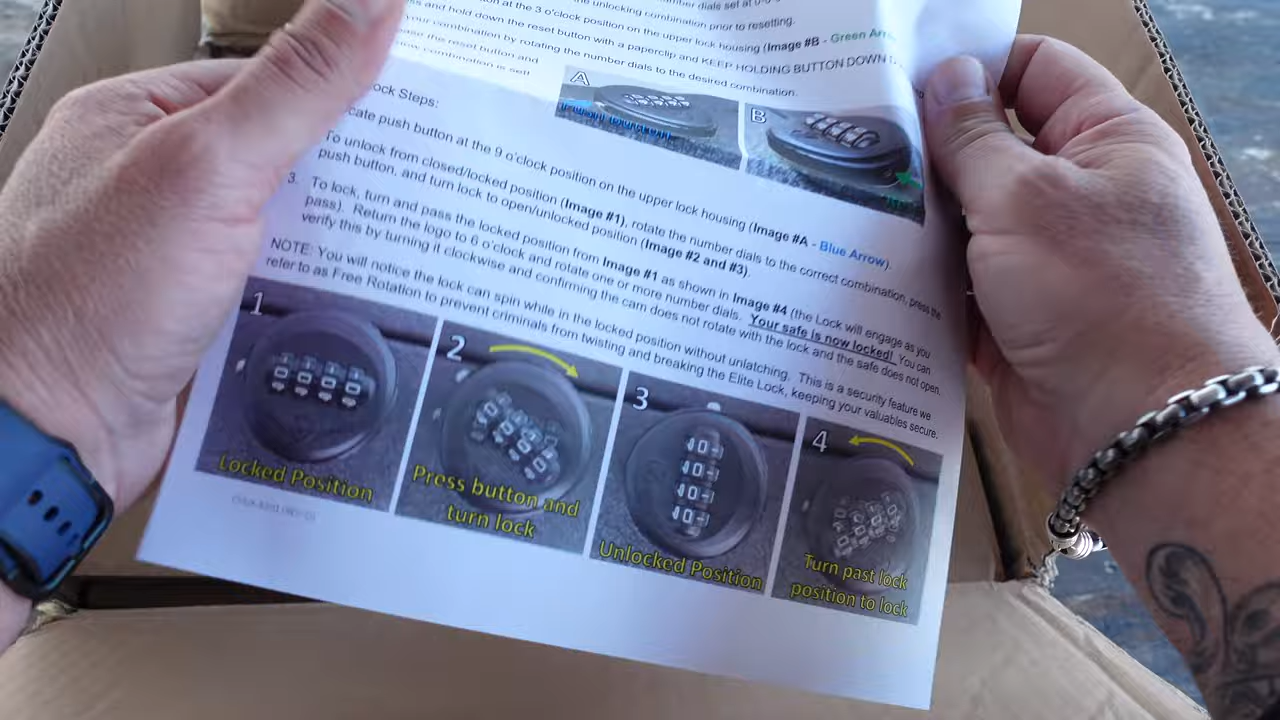 the unlocking combination prior to resetting.
at the 3 o'clock position on the upper lock housing (Image #B - Green
and hold down the reset button with a paperclip and KEEP HOLDING BUTTON DOWN
your combination by rotating the number dials to the desired combination.
the reset button and
combination is set!
A
B
ock Steps:
cate push button at the 9 o'clock position on the upper lock housing (Image #A - Blue Arrow).
To unlock from closed/locked position (Image #1), rotate the number dials to the correct combination, press the
push button, and turn lock to open/unlocked position (Image #2 and #3).
3. To lock, turn and pass the locked position from Image #1 as shown in Image #4 (the Lock will engage as you
pass). Return the logo to 6 o'clock and rotate one or more number dials. Your safe is now locked! You can
verify this by turning it clockwise and confirming the cam does not rotate with the lock and the safe does not open.
NOTE: You will notice the lock can spin while in the locked position without unlatching. This is a security feature we
refer to as Free Rotation to prevent criminals from twisting and breaking the Elite Lock, keeping your valuables secure.
1
Locked Position
2
Press button and
turn lock
3
Unlocked Position
4
Turn past lock
position to lock